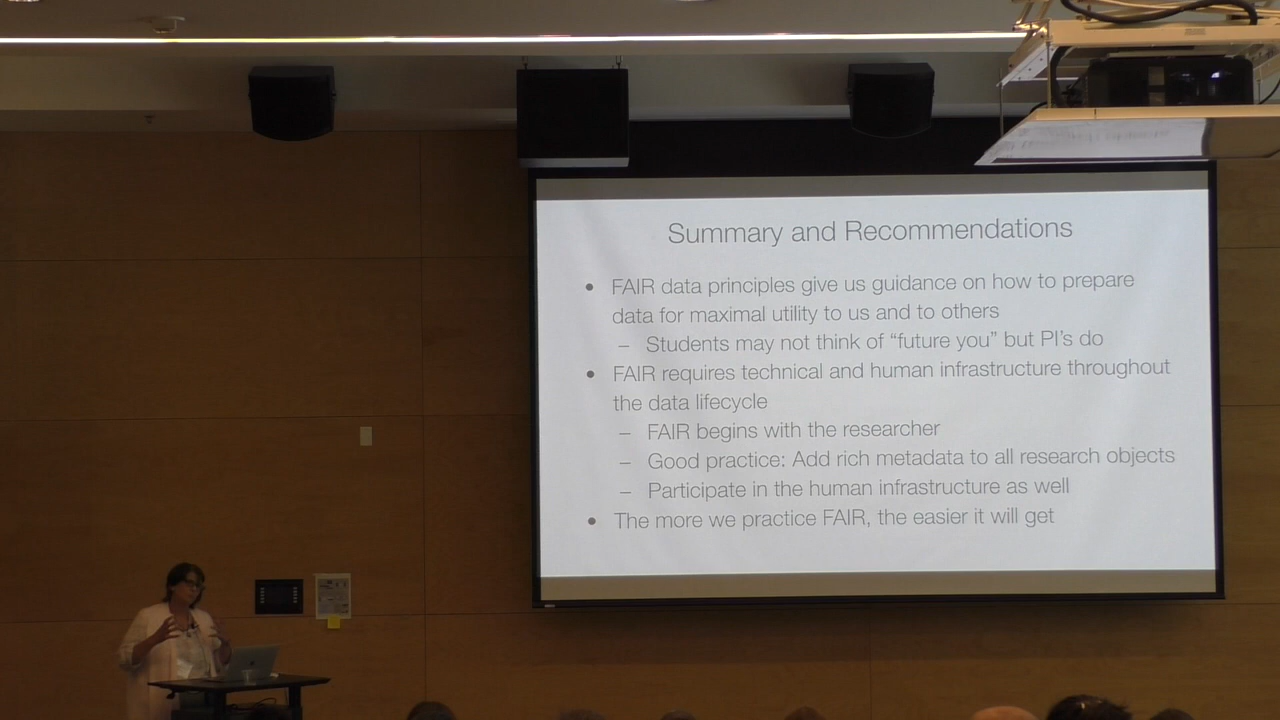 Summary and Recommendations
• FAIR data principles give us guidance on how to prepare
data for maximal utility to us and to others
– Students may not think of “future you” but PI’s do
• FAIR requires technical and human infrastructure throughout
the data lifecycle
– FAIR begins with the researcher
– Good practice: Add rich metadata to all research objects
– Participate in the human infrastructure as well
• The more we practice FAIR, the easier it will get